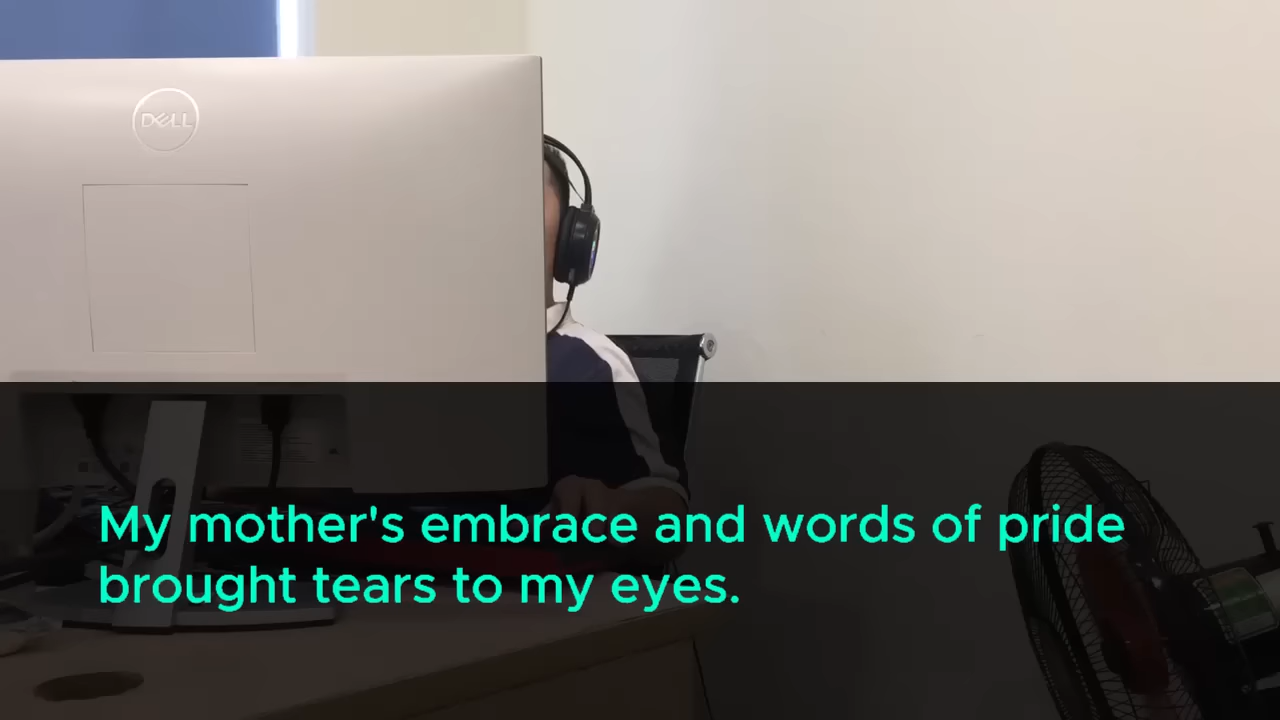 DELL
My mother's embrace and words of pride
brought tears to my eyes.